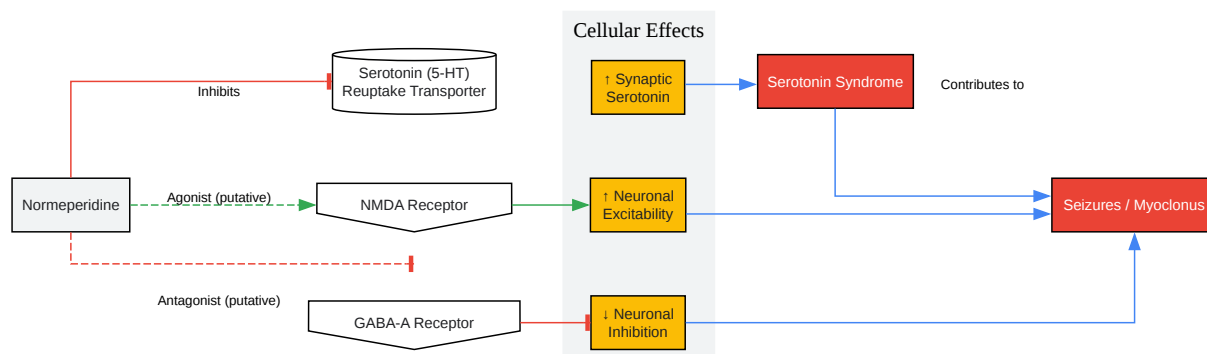 Cellular Effects
Serotonin (5-HT)
Reuptake Transporter
Inhibits
↑ Synaptic
Serotonin
Serotonin Syndrome
Contributes to
Normeperidine
Agonist (putative)
NMDA Receptor
↑ Neuronal
Excitability
Seizures / Myoclonus
Antagonist (putative)
GABA-A Receptor
↓ Neuronal
Inhibition